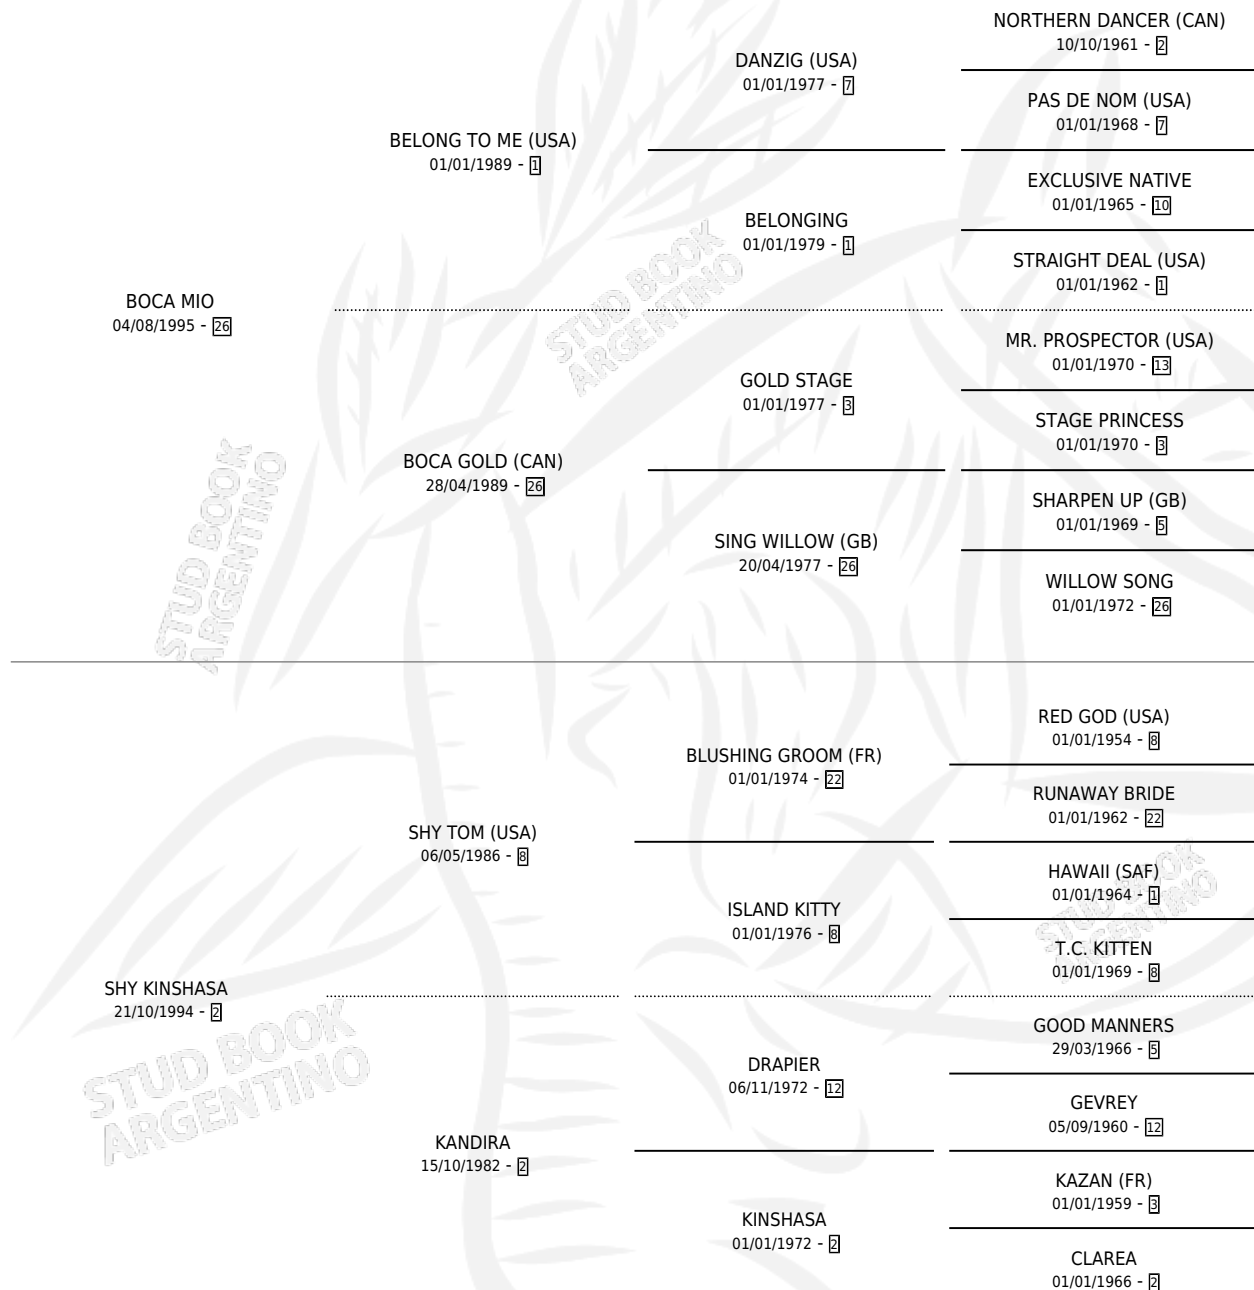 NORTHERN DANCER (CAN)
10/10/1961 - 2
DANZIG (USA)
01/01/1977 - 7
PAS DE NOM (USA)
01/01/1968 - 7
BELONG TO ME (USA)
01/01/1989 - 1
EXCLUSIVE NATIVE
01/01/1965 - 10
BELONGING
01/01/1979 - 1
STRAIGHT DEAL (USA)
01/01/1962 - 1
BOCA MIO
04/08/1995 - 26
MR. PROSPECTOR (USA)
01/01/1970 - 13
GOLD STAGE
01/01/1977 - 3
STAGE PRINCESS
01/01/1970 - 3
BOCA GOLD (CAN)
28/04/1989 - 26
SHARPEN UP (GB)
01/01/1969 - 5
SING WILLOW (GB)
20/04/1977 - 26
WILLOW SONG
01/01/1972 - 26
STUD BOOK
ARGENTINO
STUD BOOK
ARGENTINO
RED GOD (USA)
01/01/1954 - 8
BLUSHING GROOM (FR)
01/01/1974 - 22
RUNAWAY BRIDE
01/01/1962 - 22
SHY TOM (USA)
06/05/1986 - 8
HAWAII (SAF)
01/01/1964 - 1
ISLAND KITTY
01/01/1976 - 8
T.C. KITTEN
01/01/1969 - 8
SHY KINSHASA
21/10/1994 - 2
GOOD MANNERS
29/03/1966 - 5
DRAPIER
06/11/1972 - 12
GEVREY
05/09/1960 - 12
KANDIRA
15/10/1982 - 2
KAZAN (FR)
01/01/1959 - 3
KINSHASA
01/01/1972 - 2
CLAREA
01/01/1966 - 2
STUD BOOK
ARGENTINO
STUD BOOK
ARGENTINO